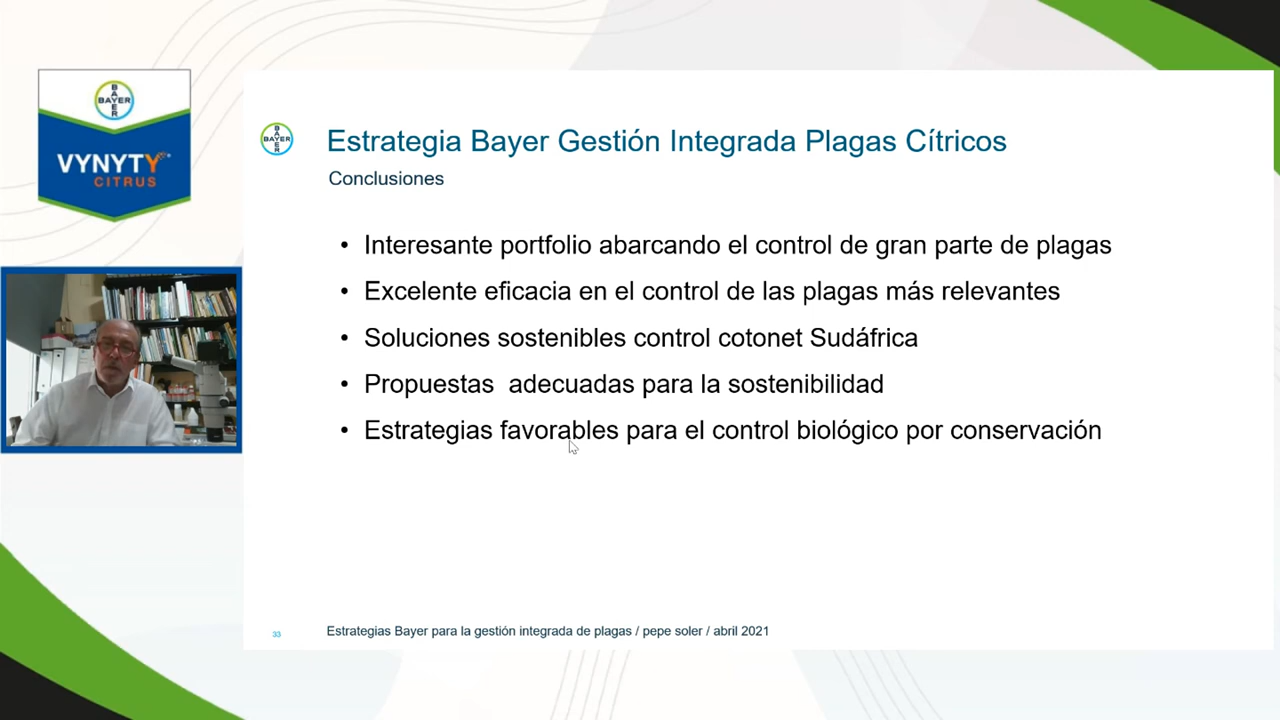 BAYER
BAYER
VYNYTY
CITRUS
BAYER
BAYER
Estrategia Bayer Gestión Integrada Plagas Cítricos
Conclusiones
• Interesante portfolio abarcando el control de gran parte de plagas
• Excelente eficacia en el control de las plagas más relevantes
• Soluciones sostenibles control cotonet Sudáfrica
• Propuestas  adecuadas para la sostenibilidad
• Estrategias favorables para el control biológico por conservación
33
Estrategias Bayer para la gestión integrada de plagas / pepe soler / abril 2021